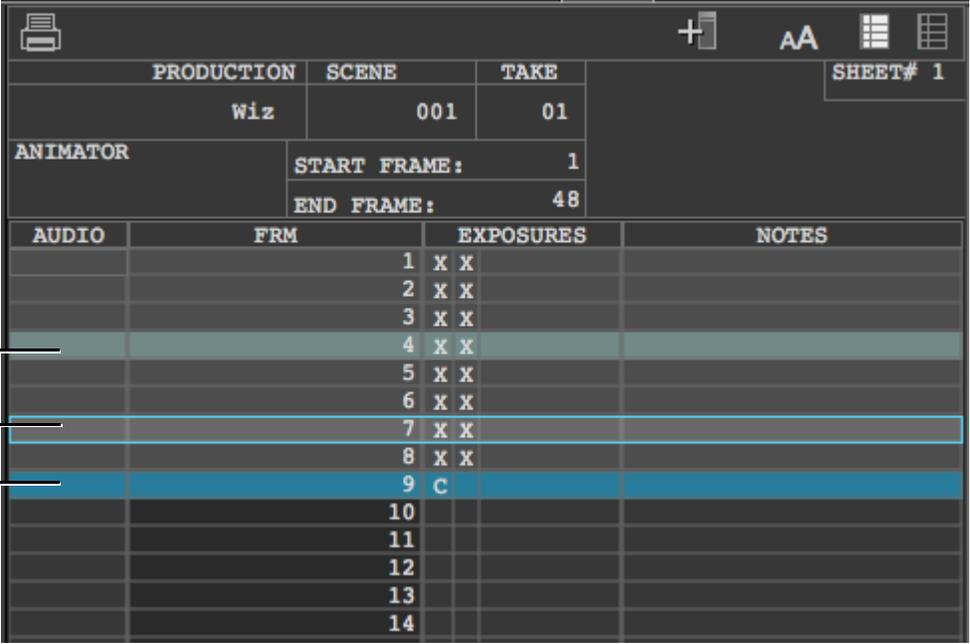 AA
PRODUCTION SCENE TAKE SHEET# 1
Wiz 001 01
ANIMATOR
START FRAME: 1
END FRAME: 48
AUDIO FRM EXPOSURES NOTES
1 X X
2 X X
3 X X
4 X X
5 X X
6 X X
7 X X
8 X X
9 C
10
11
12
13
14